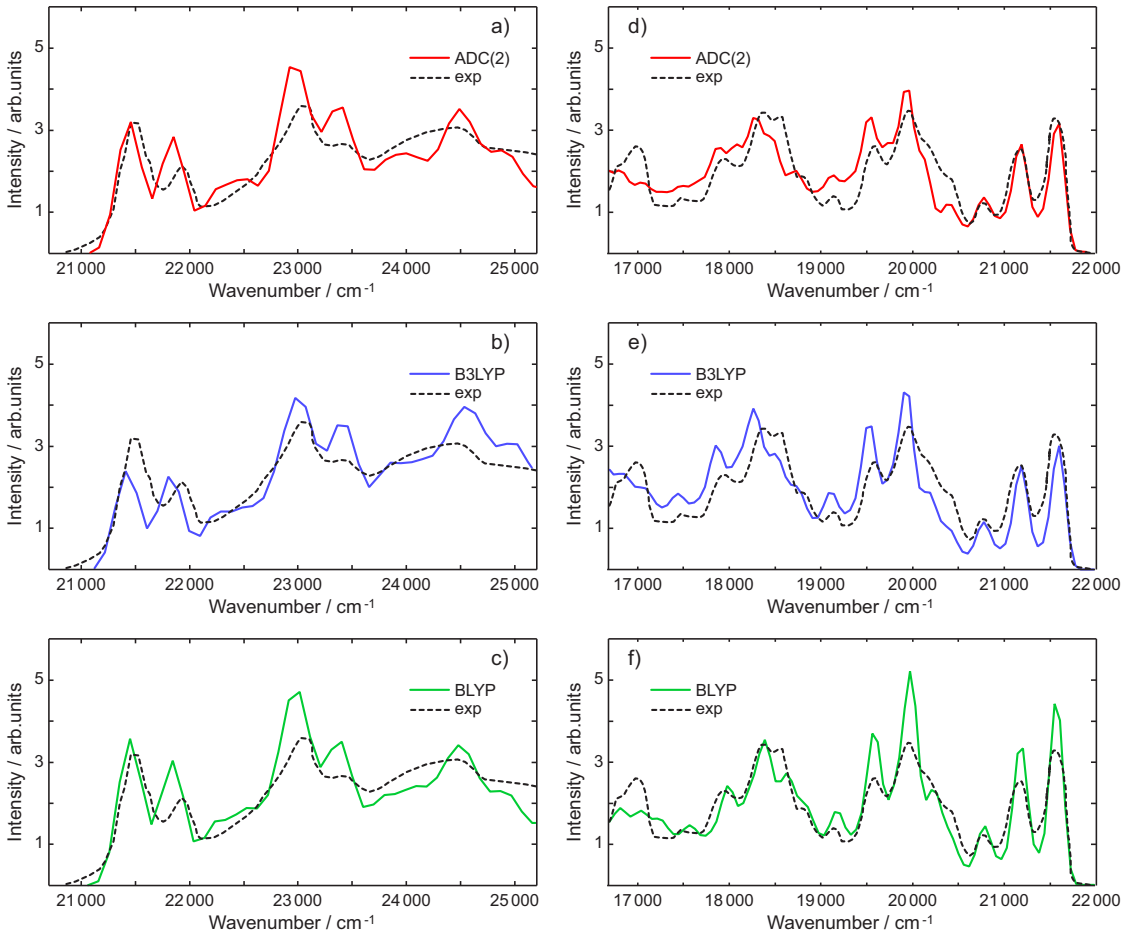 a)
Intensity / arb.units
5
3
1
ADC(2)
exp
21 000 22 000 23 000 24 000 25 000
Wavenumber / cm-1
d)
Intensity / arb.units
5
3
1
ADC(2)
exp
17 000 18 000 19 000 20 000 21 000 22 000
Wavenumber / cm-1
b)
Intensity / arb.units
5
3
1
B3LYP
exp
21 000 22 000 23 000 24 000 25 000
Wavenumber / cm-1
e)
Intensity / arb.units
5
3
1
B3LYP
exp
17 000 18 000 19 000 20 000 21 000 22 000
Wavenumber / cm-1
c)
Intensity / arb.units
5
3
1
BLYP
exp
21 000 22 000 23 000 24 000 25 000
Wavenumber / cm-1
f)
Intensity / arb.units
5
3
1
BLYP
exp
17 000 18 000 19 000 20 000 21 000 22 000
Wavenumber / cm-1